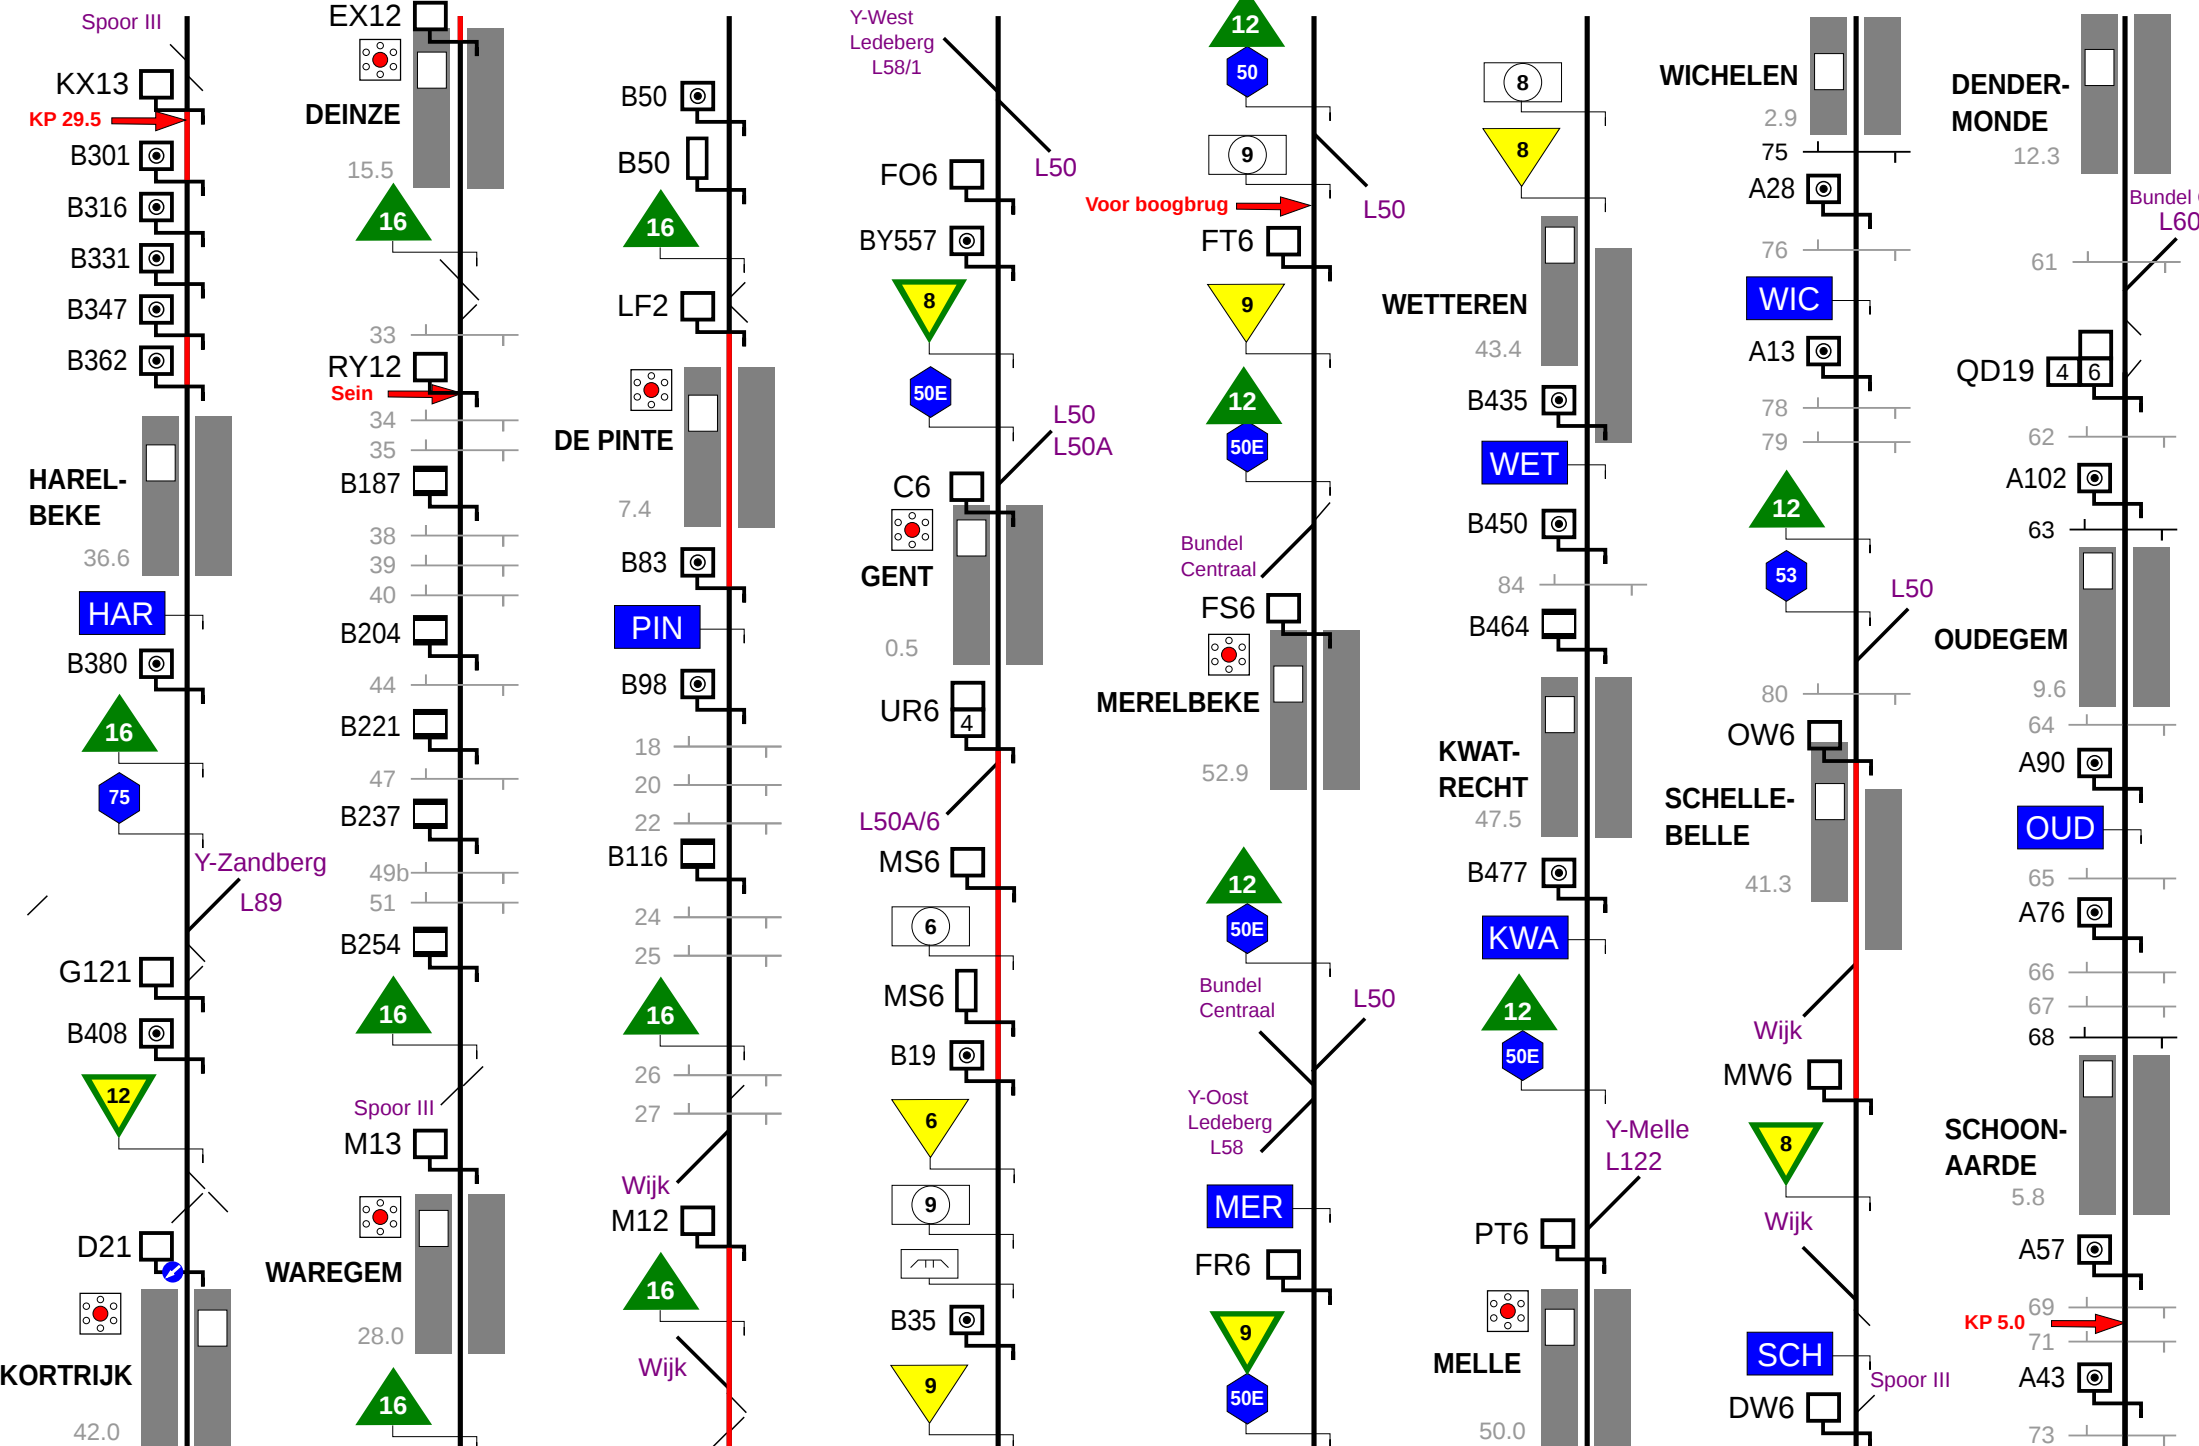 Spoor III
KX13
KP 29.5
B301
B316
B331
B347
B362
HAREL-
BEKE
36.6
HAR
B380
16
75
Y-Zandberg
L89
G121
B408
12
D21
KORTRIJK
42.0
EX12
DEINZE
15.5
16
33
RY12
Sein
34
35
B187
38
39
40
B204
44
B221
47
B237
49b
51
B254
16
Spoor III
M13
WAREGEM
28.0
16
B50
B50
16
LF2
DE PINTE
7.4
B83
PIN
B98
18
20
22
B116
24
25
16
26
27
Wijk
M12
16
Wijk
Y-West
Ledeberg
L58/1
L50
FO6
BY557
8
50E
L50
L50A
C6
GENT
0.5
UR6
4
L50A/6
MS6
6
MS6
B19
6
9
B35
9
12
50
9
L50
Voor boogbrug
FT6
9
12
50E
Bundel
Centraal
FS6
MERELBEKE
52.9
12
50E
Bundel
Centraal
L50
Y-Oost
Ledeberg
L58
MER
FR6
9
50E
8
8
WETTEREN
43.4
B435
WET
B450
84
B464
KWAT-
RECHT
47.5
B477
KWA
12
50E
Y-Melle
L122
PT6
MELLE
50.0
WICHELEN
2.9
75
A28
76
WIC
A13
78
79
12
53
L50
80
OW6
SCHELLE-
BELLE
41.3
Wijk
MW6
8
Wijk
SCH
Spoor III
DW6
DENDER-
MONDE
12.3
Bundel
L60
61
QD19
4 6
62
A102
63
OUDEGEM
9.6
64
A90
OUD
65
A76
66
67
68
SCHOON-
AARDE
5.8
A57
69
KP 5.0
71
A43
73